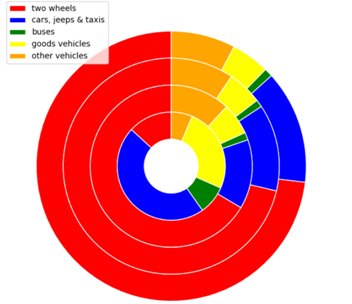 two wheels
cars, jeeps & taxis
buses
goods vehicles
other vehicles